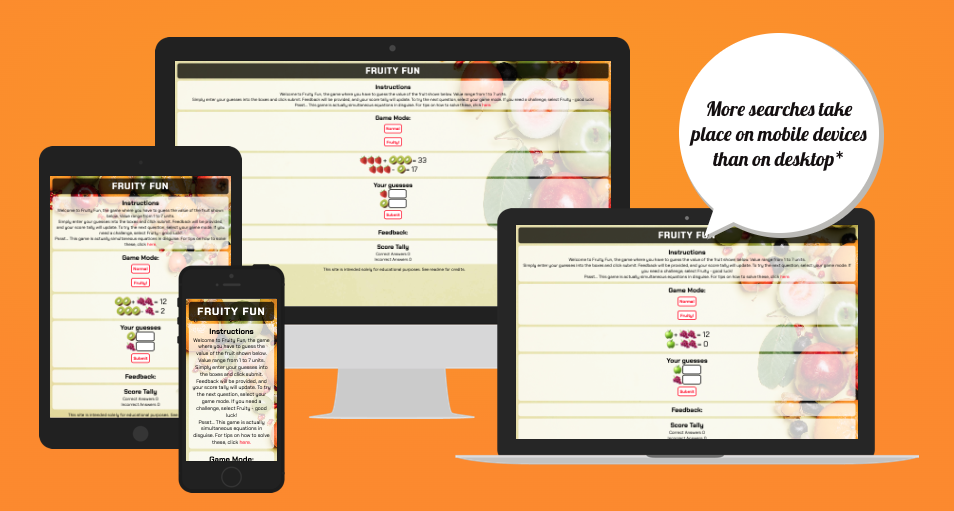 FRUITY FUN
Instructions
Welcome to Fruity Fun, the game where you have to guess the value of the fruit shown below. Value range from 1 to 7 units.
Simply enter your guesses into the boxes and click submit. Feedback will be provided, and your score tally will update. To try the next question, select your game mode. If you need a challenge, select Fruity - good luck!
Pssst... This game is actually simultaneous equations in disguise. For tips on how to solve these, click here.
Game Mode:
Normal
Fruity!
+ = 33
- = 17
Your guesses
Submit
Feedback:
Score Tally
Correct Answers: 0
Incorrect Answers: 0
This site is intended solely for educational purposes. See readme for credits.
More searches take
place on mobile devices
than on desktop*
FRUITY FUN
Instructions
Welcome to Fruity Fun, the game where you have to guess the value of the fruit shown
below. Value range from 1 to 7 units.
Simply enter your guesses into the boxes and click submit. Feedback will be provided,
and your score tally will update. To try the next question, select your game mode. If you
need a challenge, select Fruity - good luck!
Pssst... This game is actually simultaneous equations in disguise. For tips on how to solve
these, click here.
Game Mode:
Normal
Fruity!
+ = 12
- = 2
Your guesses
Submit
Feedback:
Score Tally
Correct Answers: 0
Incorrect Answers: 0
This site is intended solely for educational purposes. See
FRUITY FUN
Instructions
Welcome to Fruity Fun, the game
where you have to guess the
value of the fruit shown below.
Value range from 1 to 7 units.
Simply enter your guesses into
the boxes and click submit.
Feedback will be provided, and
your score tally will update. To try
the next question, select your
game mode. If you need a
challenge, select Fruity - good
luck!
Pssst... This game is actually
simultaneous equations in
disguise. For tips on how to solve
these, click here.
Game Mode:
FRUITY FUN
Instructions
Welcome to Fruity Fun, the game where you have to guess the value of the fruit shown below. Value range from 1 to 7 units.
Simply enter your guesses into the boxes and click submit. Feedback will be provided, and your score tally will update. To try the next question, select your game mode. If
you need a challenge, select Fruity - good luck!
Pssst... This game is actually simultaneous equations in disguise. For tips on how to solve these, click here.
Game Mode:
Normal
Fruity!
+ = 12
- = 0
Your guesses
Submit
Feedback:
Score Tally
Correct Answers: 0
Incorrect Answers: 0